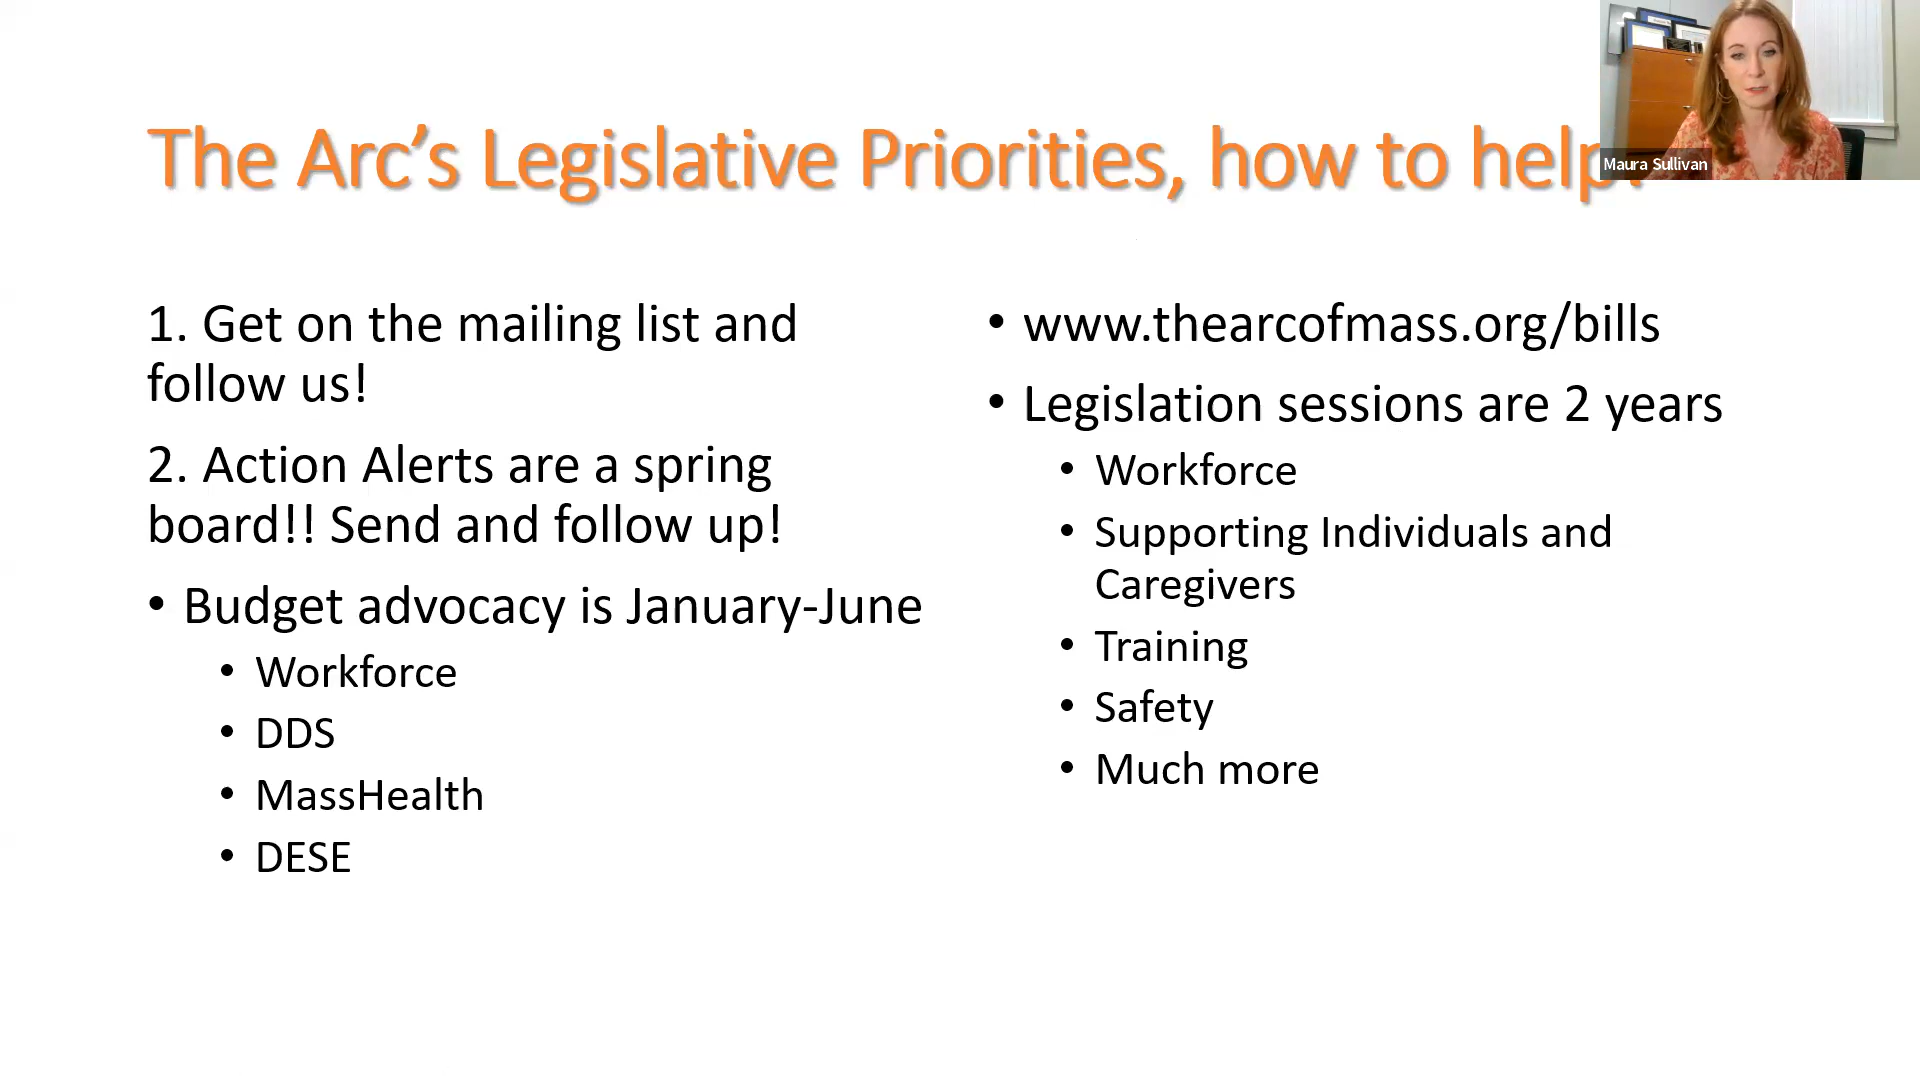 The Arc’s Legislative Priorities, how to help!
Maura Sullivan
1. Get on the mailing list and
follow us!
2. Action Alerts are a spring
board!! Send and follow up!
• Budget advocacy is January-June
• Workforce
• DDS
• MassHealth
• DESE
• www.thearcofmass.org/bills
• Legislation sessions are 2 years
• Workforce
• Supporting Individuals and
Caregivers
• Training
• Safety
• Much more